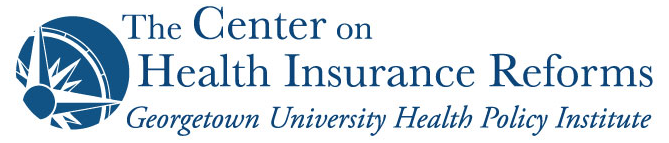 The Center on
Health Insurance Reforms
Georgetown University Health Policy Institute